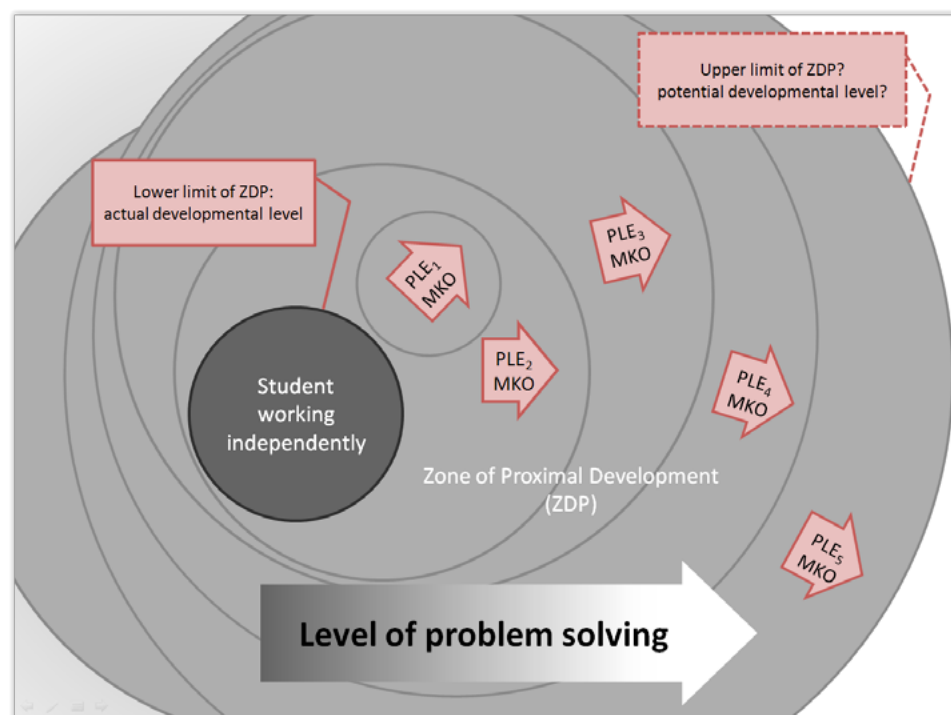 Upper limit of ZDP?
potential developmental level?
Lower limit of ZDP:
actual developmental level
PLE₁
MKO
PLE₂
MKO
PLE₃
MKO
PLE₄
MKO
PLE₅
MKO
Student
working
independently
Zone of Proximal Development
(ZDP)
Level of problem solving